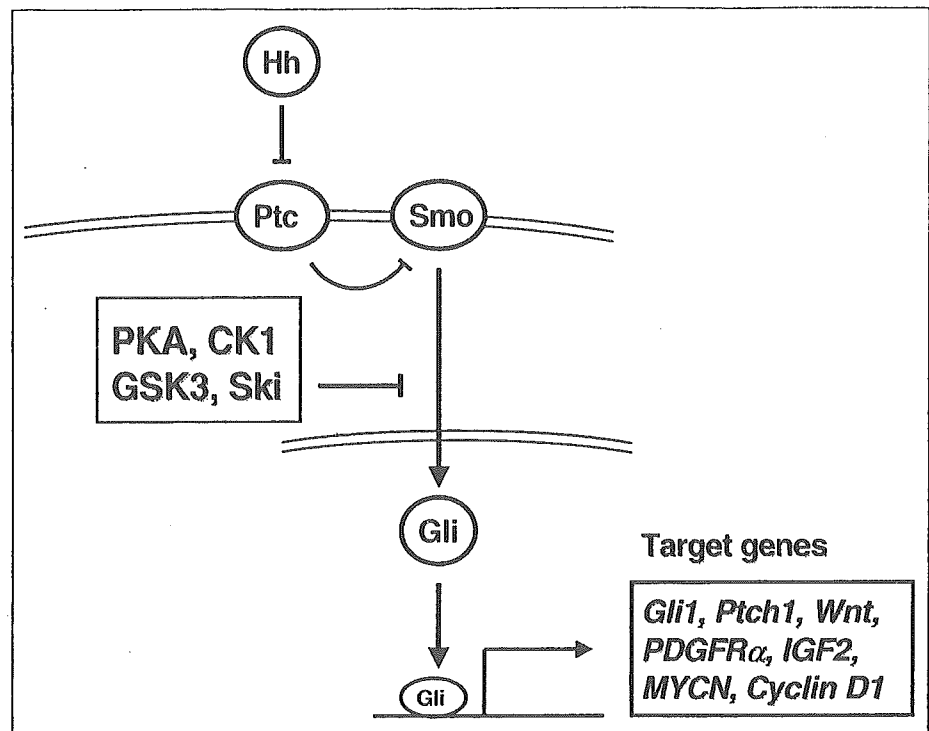 Hh
Ptc
Smo
PKA, CK1
GSK3, Ski
Gli
Target genes
Gli1, Ptch1, Wnt,
PDGFRα, IGF2,
MYCN, Cyclin D1
Gli